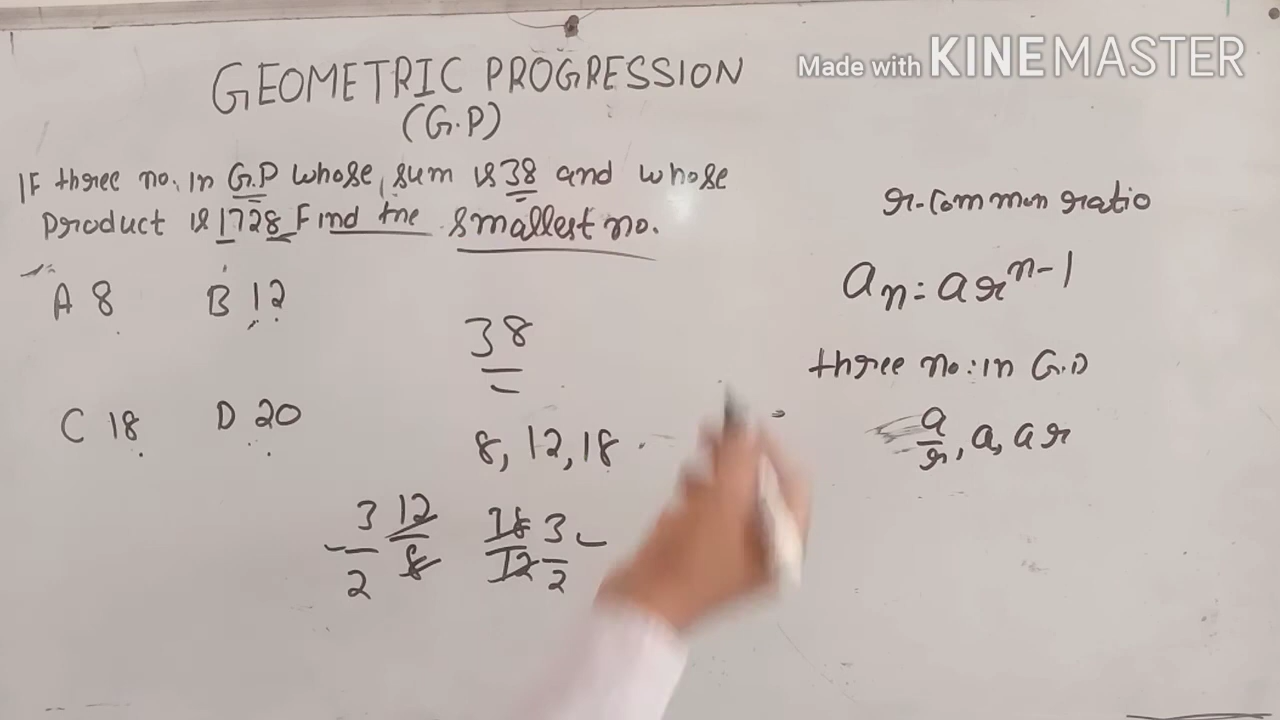 Made with KINEMASTER
GEOMETRIC PROGRESSION
(G.P)
IF three no. in G.P whose sum is 38 and whose
product is 1728 Find the smallest no.
A 8 B 12
C 18 D 20
38
8, 12, 18
3/2 12/8 18/12 3/2
r-common ratio
an = ar^n-1
three no: in G.P
a/r, a, ar